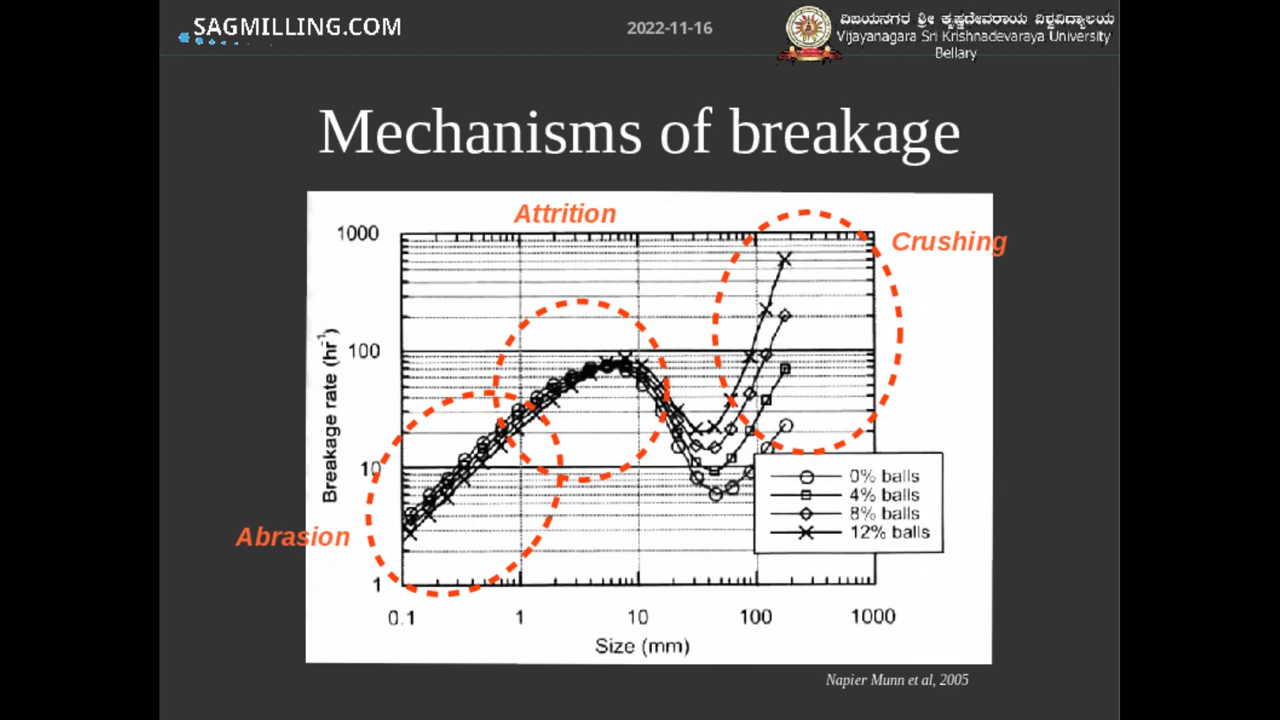 SAGMILLING.COM
2022-11-16
ವಿಜಯನಗರ ಶ್ರೀ ಕೃಷ್ಣದೇವರಾಯ ವಿಶ್ವವಿದ್ಯಾಲಯ
Vijayanagara Sri Krishnadevaraya University
Bellary
Mechanisms of breakage
Attrition
Crushing
Abrasion
1000
100
10
1
Breakage rate (hr⁻¹)
0% balls
4% balls
8% balls
12% balls
0.1 1 10 100 1000
Size (mm)
Napier Munn et al, 2005